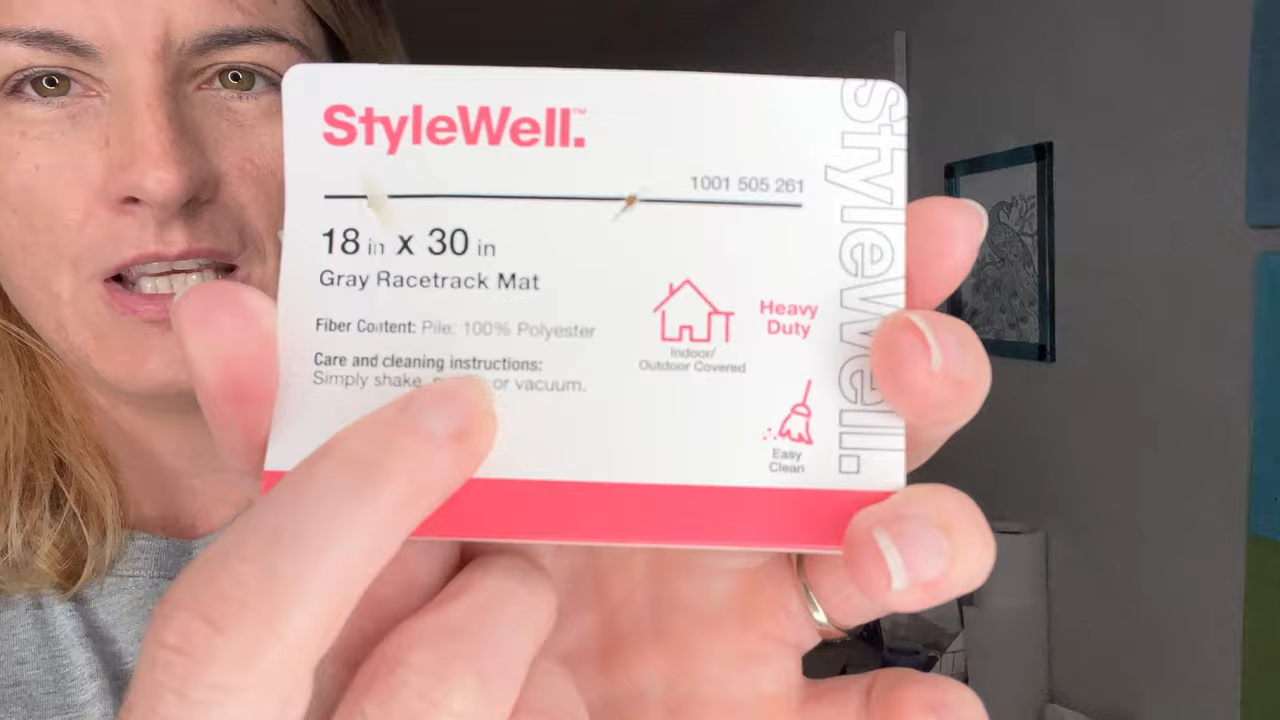 StyleWell.™
1001 505 261
18 in x 30 in
Gray Racetrack Mat
Fiber Content: Pile: 100% Polyester
Care and cleaning instructions:
Simply shake, or vacuum.
Indoor/
Outdoor Covered
Heavy
Duty
Easy
Clean
StyleWell.